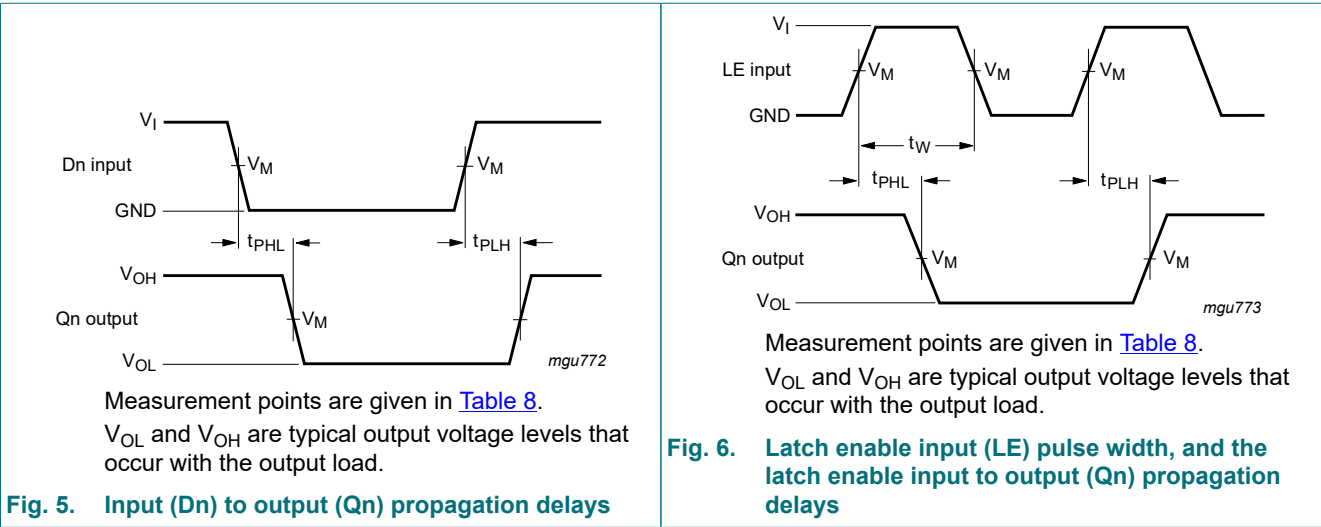 V_I
Dn input
V_M
V_M
GND
t_PHL
t_PLH
V_OH
Qn output
V_M
V_OL
mgu772
Measurement points are given in Table 8.
V_OL and V_OH are typical output voltage levels that
occur with the output load.
Fig. 5. Input (Dn) to output (Qn) propagation delays
V_I
LE input
V_M
V_M
V_M
GND
t_W
t_PHL
t_PLH
V_OH
Qn output
V_M
V_M
V_OL
mgu773
Measurement points are given in Table 8.
V_OL and V_OH are typical output voltage levels that
occur with the output load.
Fig. 6. Latch enable input (LE) pulse width, and the
latch enable input to output (Qn) propagation
delays